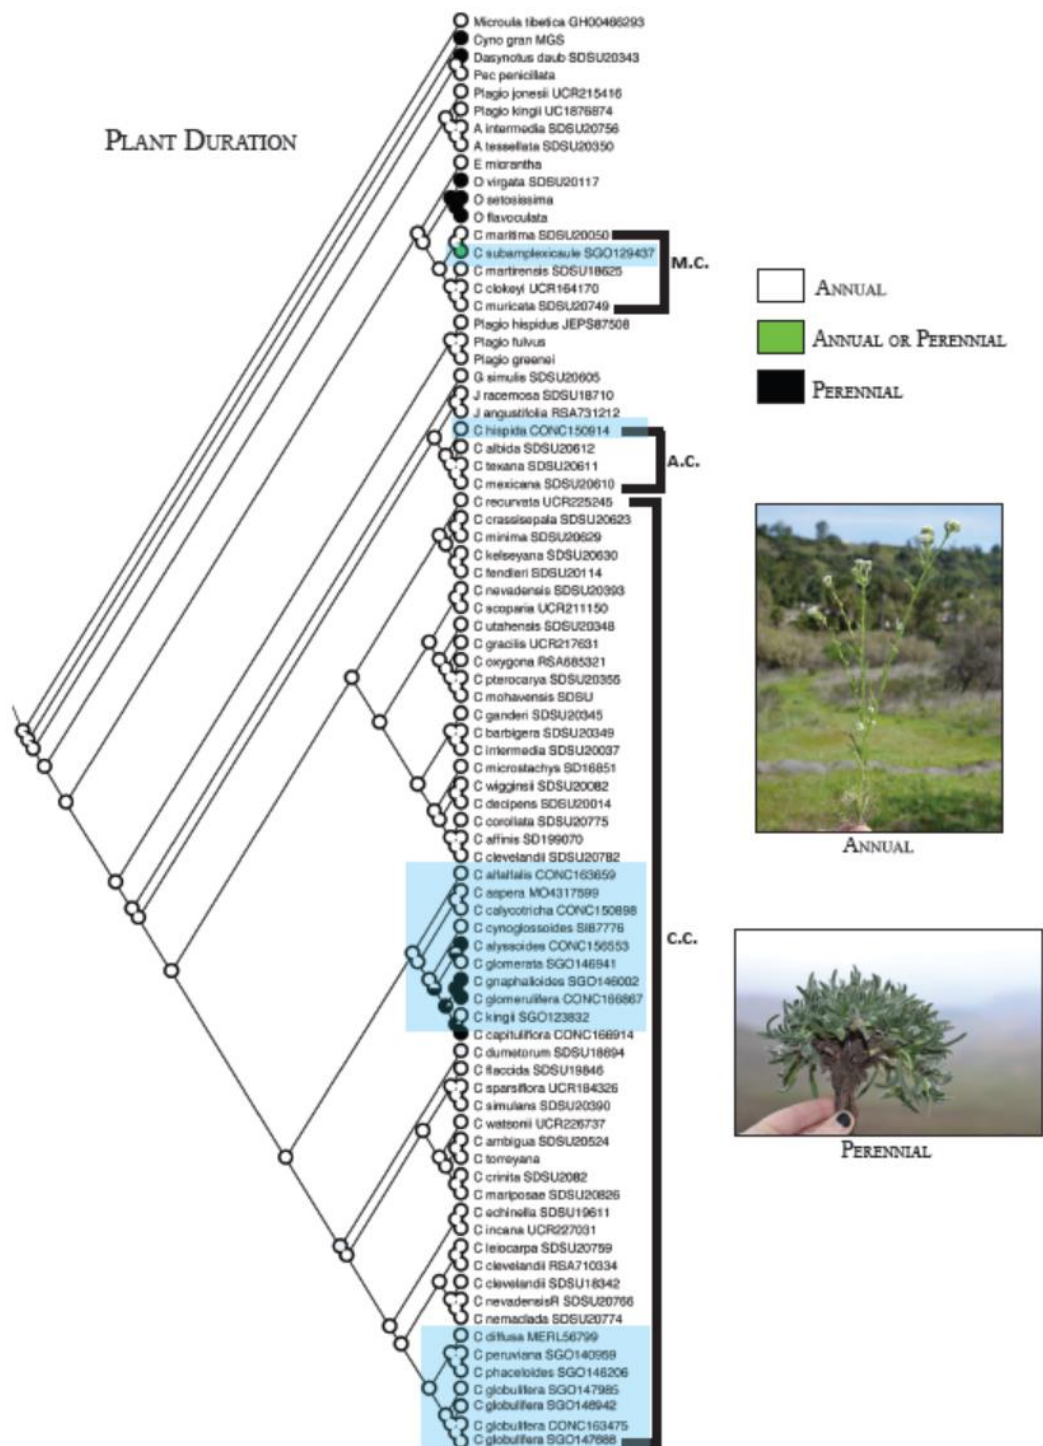 Microula tibetica GH00466293
Cyno gran MGS
Dasynotus daub SDSU20343
Pec penicillata
Plagio jonesii UCR215416
Plagio kingii UC1876874
A intermedia SDSU20756
A tessellata SDSU20350
E micrantha
O virgata SDSU20117
O setosissima
O flavoculata
C maritima SDSU20050
C subamplexicaule SGO129437
C martirensis SDSU18625
C clokeyi UCR164170
C muricata SDSU20749
Plagio hispidus JEPS87508
Plagio fulvus
Plagio greenei
G simulis SDSU20605
J racemosa SDSU18710
J angustifolia RSA731212
C hispida CONC150914
C albida SDSU20612
C texana SDSU20611
C mexicana SDSU20610
C recurvata UCR225245
C crassisepala SDSU20623
C minima SDSU20629
C kelseyana SDSU20630
C fendleri SDSU20114
C nevadensis SDSU20393
C scoparia UCR211150
C utahensis SDSU20348
C gracilis UCR217631
C oxygona RSA685321
C pterocarya SDSU20355
C mohavensis SDSU
C ganderi SDSU20345
C barbigera SDSU20349
C intermedia SDSU20037
C microstachys SD16851
C wigginsii SDSU20082
C decipens SDSU20014
C corollata SDSU20775
C affinis SD199070
C clevelandii SDSU20782
C alfalfalis CONC163659
C aspera MO4317599
C calycotricha CONC150898
C cynoglossoides SI87776
C alyssoides CONC156553
C glomerata SGO146941
C gnaphalioides SGO146002
C glomerulifera CONC166867
C kingii SGO123832
C capituliflora CONC166914
C dumetorum SDSU18694
C flaccida SDSU19846
C sparsiflora UCR184326
C simulans SDSU20390
C watsonii UCR226737
C ambigua SDSU20524
C torreyana
C crinita SDSU2082
C mariposae SDSU20826
C echinella SDSU19611
C incana UCR227031
C leiocarpa SDSU20759
C clevelandii RSA710334
C clevelandii SDSU18342
C nevadensisR SDSU20766
C nemaclada SDSU20774
C diffusa MERL56799
C peruviana SGO140959
C phaceloides SGO146206
C globulifera SGO147985
C globulifera SGO146942
C globulifera CONC163475
C globulifera SGO147688
PLANT DURATION
M.C.
A.C.
C.C.
ANNUAL
ANNUAL OR PERENNIAL
PERENNIAL
ANNUAL
PERENNIAL